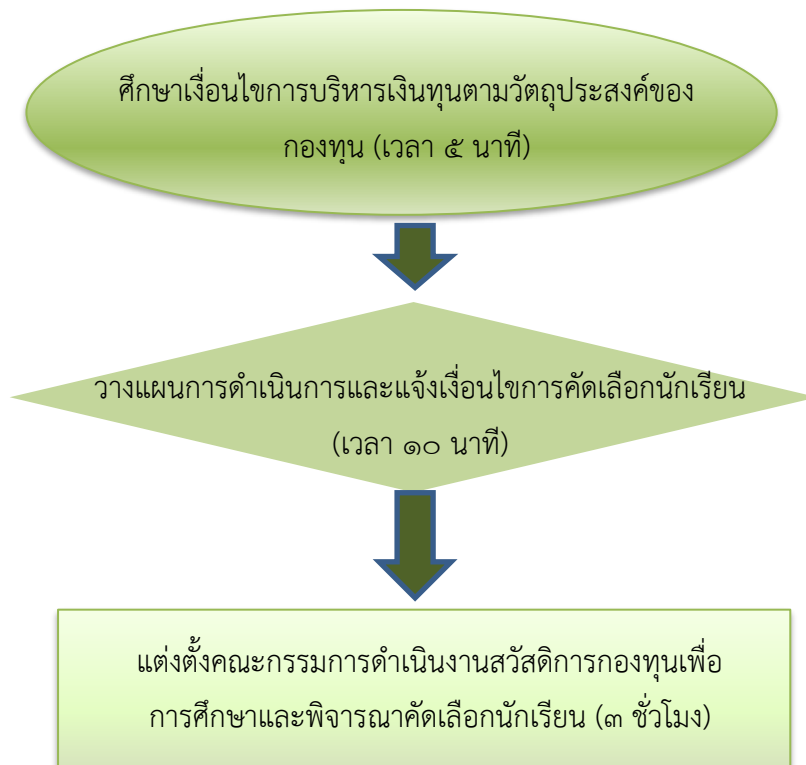 ศึกษาเงื่อนไขการบริหารเงินทุนตามวัตถุประสงค์ของ
กองทุน (เวลา ๕ นาที)
วางแผนการดำเนินการและแจ้งเงื่อนไขการคัดเลือกนักเรียน
(เวลา ๑๐ นาที)
แต่งตั้งคณะกรรมการดำเนินงานสวัสดิการกองทุนเพื่อ
การศึกษาและพิจารณาคัดเลือกนักเรียน (๓ ชั่วโมง)